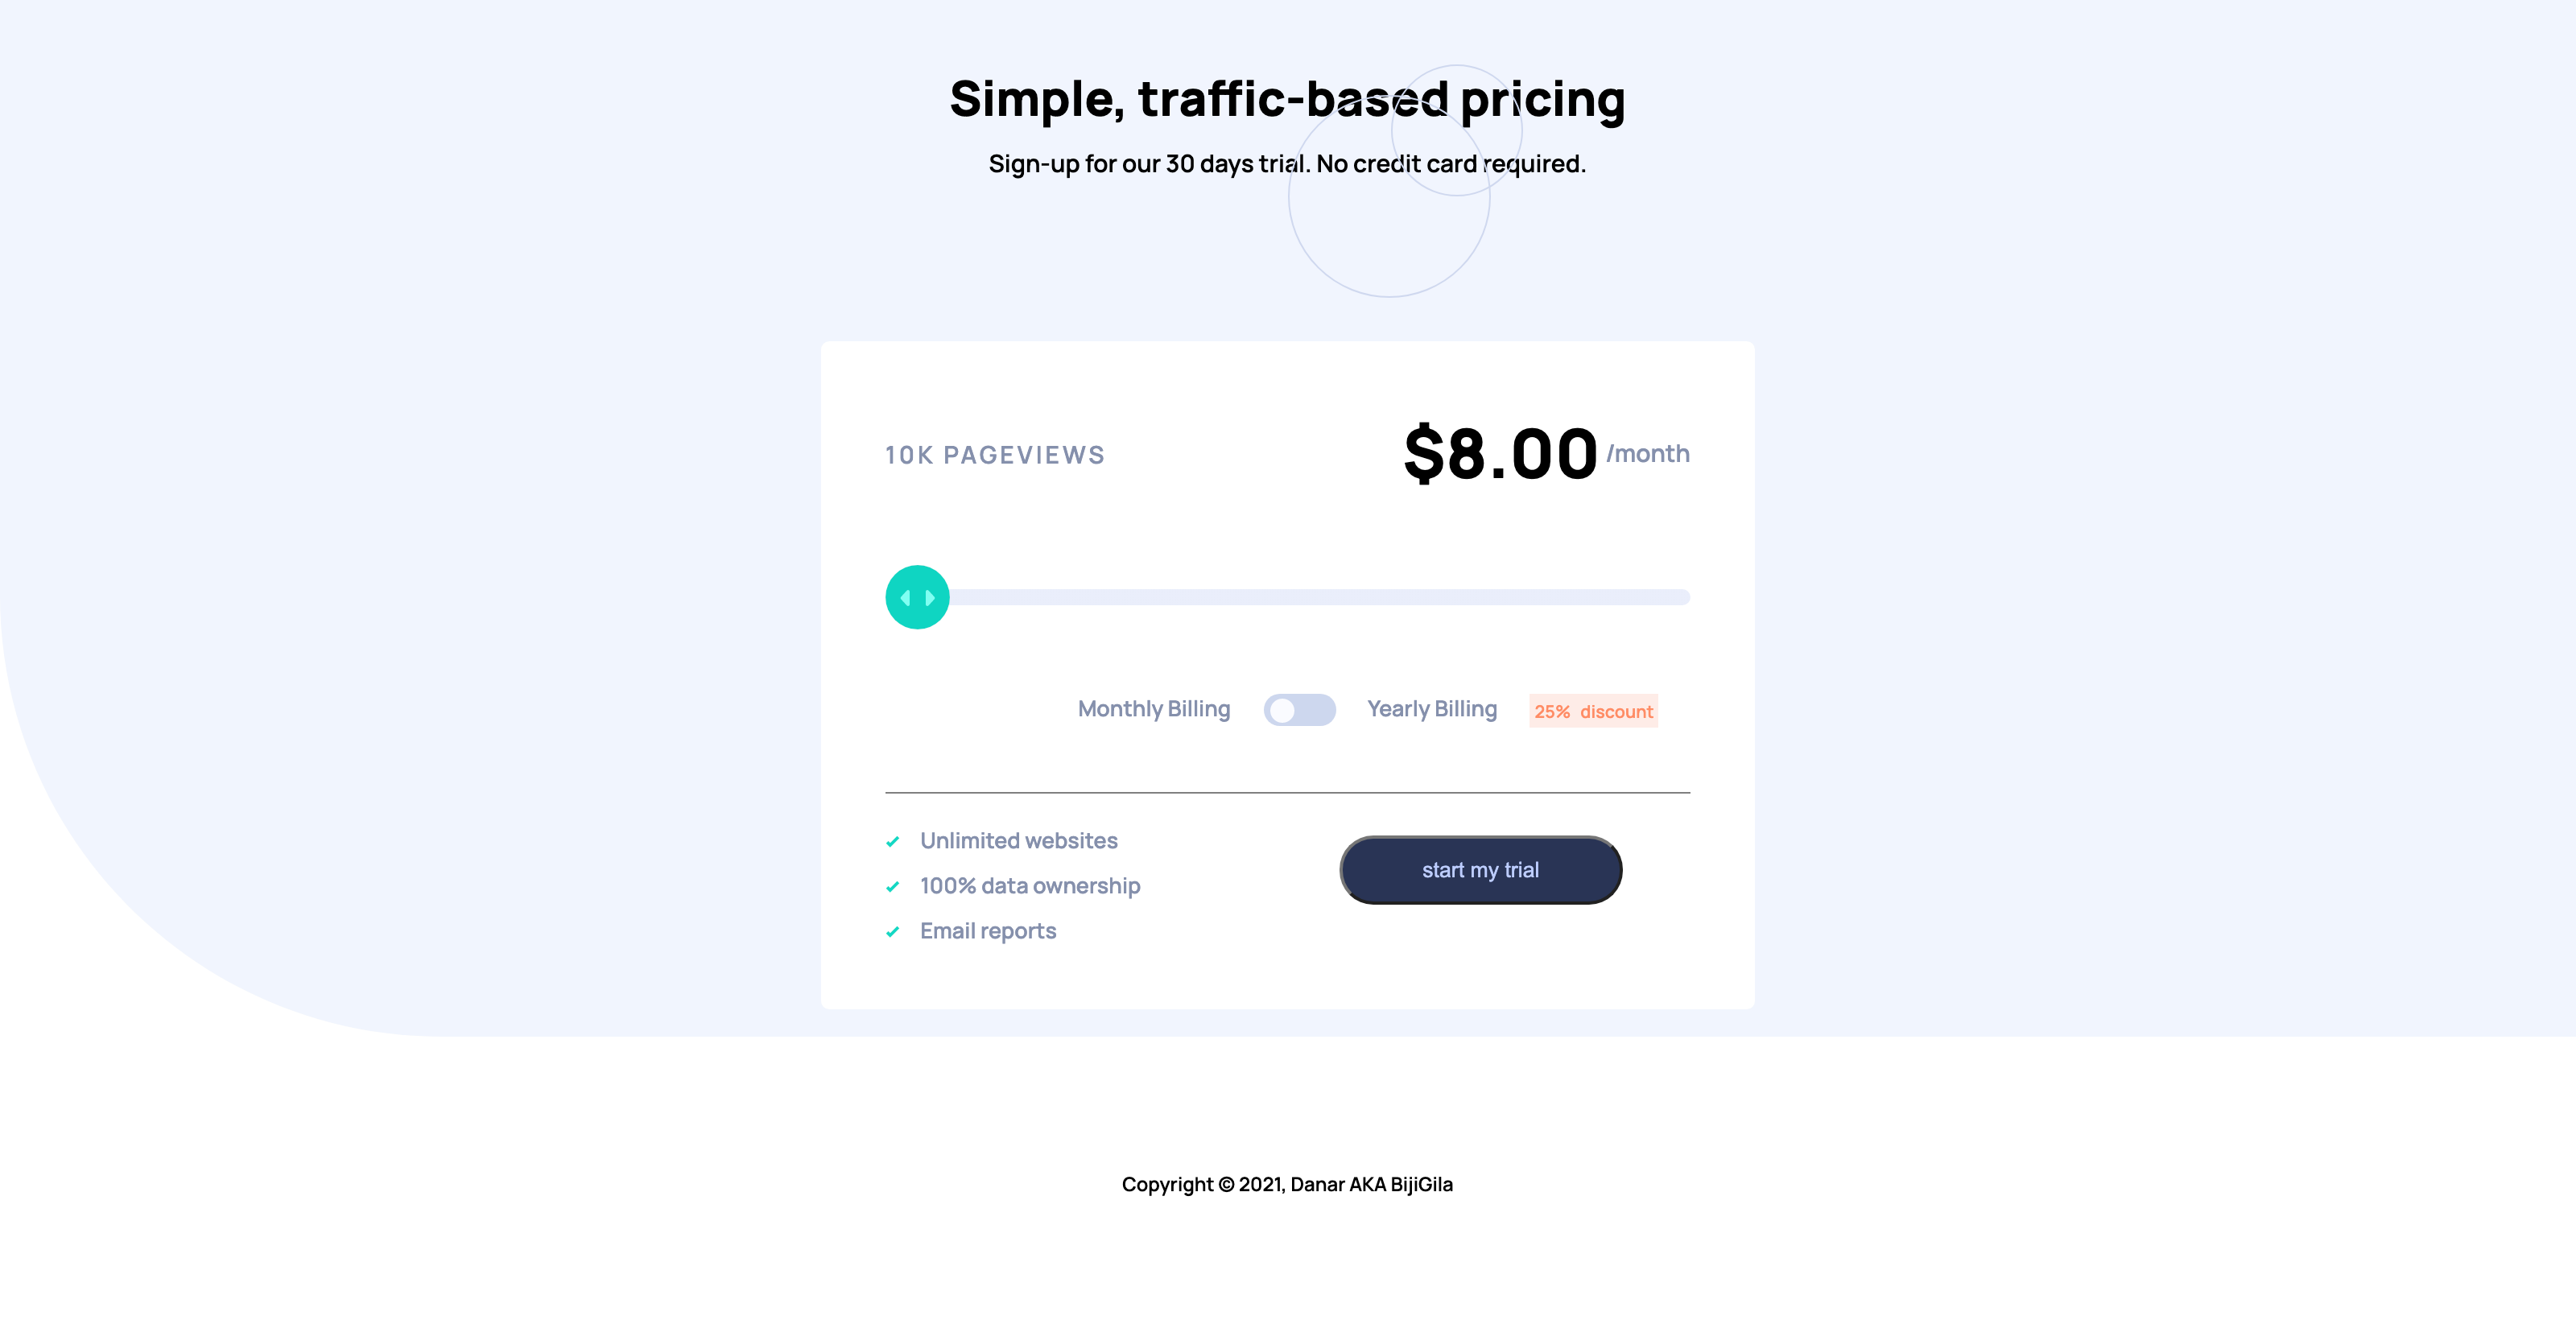 Simple, traffic-based pricing
Sign-up for our 30 days trial. No credit card required.
10K PAGEVIEWS
$8.00 /month
Monthly Billing
Yearly Billing
25% discount
Unlimited websites
100% data ownership
Email reports
start my trial
Copyright © 2021, Danar AKA BijiGila